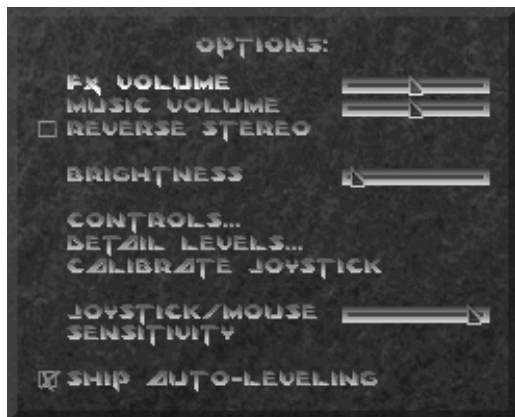 OPTIONS:
FX VOLUME
MUSIC VOLUME
REVERSE STEREO
BRIGHTNESS
CONTROLS...
DETAIL LEVELS...
CALIBRATE JOYSTICK
JOYSTICK/MOUSE
SENSITIVITY
SHIP AUTO-LEVELING